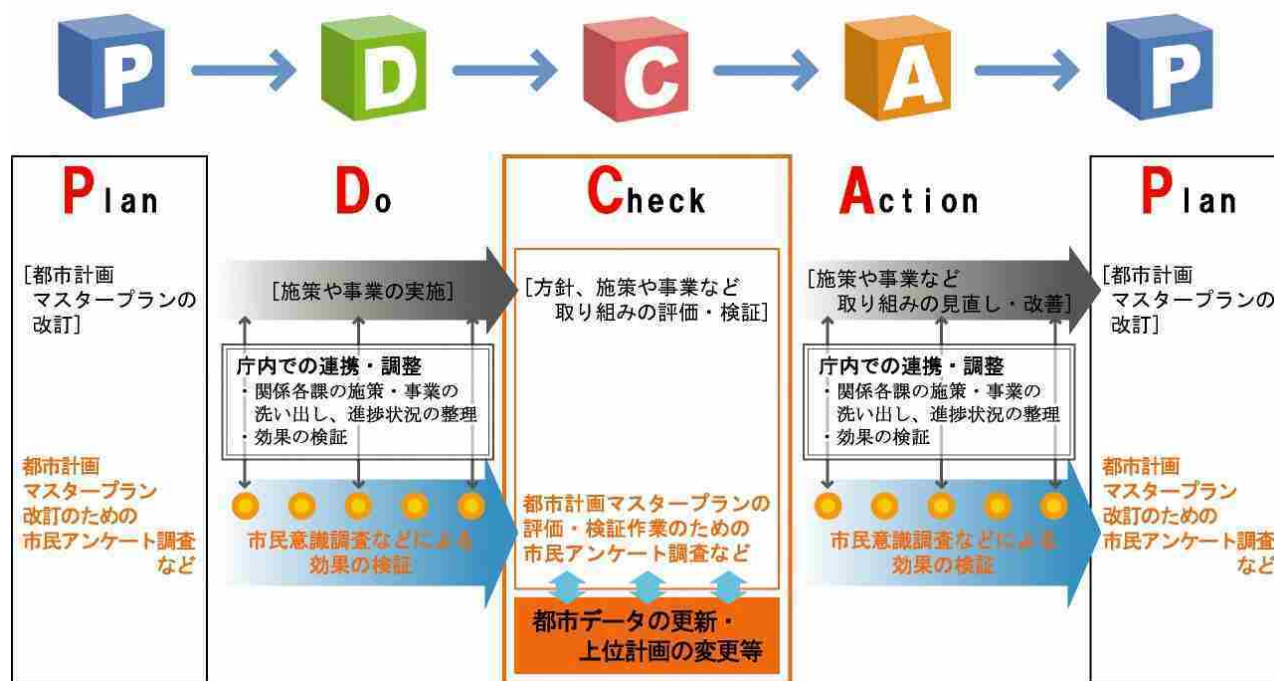 P
D
C
A
P
Plan
Do
Check
Action
Plan
[都市計画
マスタープランの
改訂]
[施策や事業の実施]
[方針、施策や事業など
取り組みの評価・検証]
[施策や事業など
取り組みの見直し・改善]
[都市計画
マスタープランの
改訂]
庁内での連携・調整
・関係各課の施策・事業の
洗い出し、進捗状況の整理
・効果の検証
庁内での連携・調整
・関係各課の施策・事業の
洗い出し、進捗状況の整理
・効果の検証
都市計画
マスタープラン
改訂のための
市民アンケート調査
など
市民意識調査などによる
効果の検証
都市計画マスタープランの
評価・検証作業のための
市民アンケート調査など
市民意識調査などによる
効果の検証
都市計画
マスタープラン
改訂のための
市民アンケート調査
など
都市データの更新・
上位計画の変更等